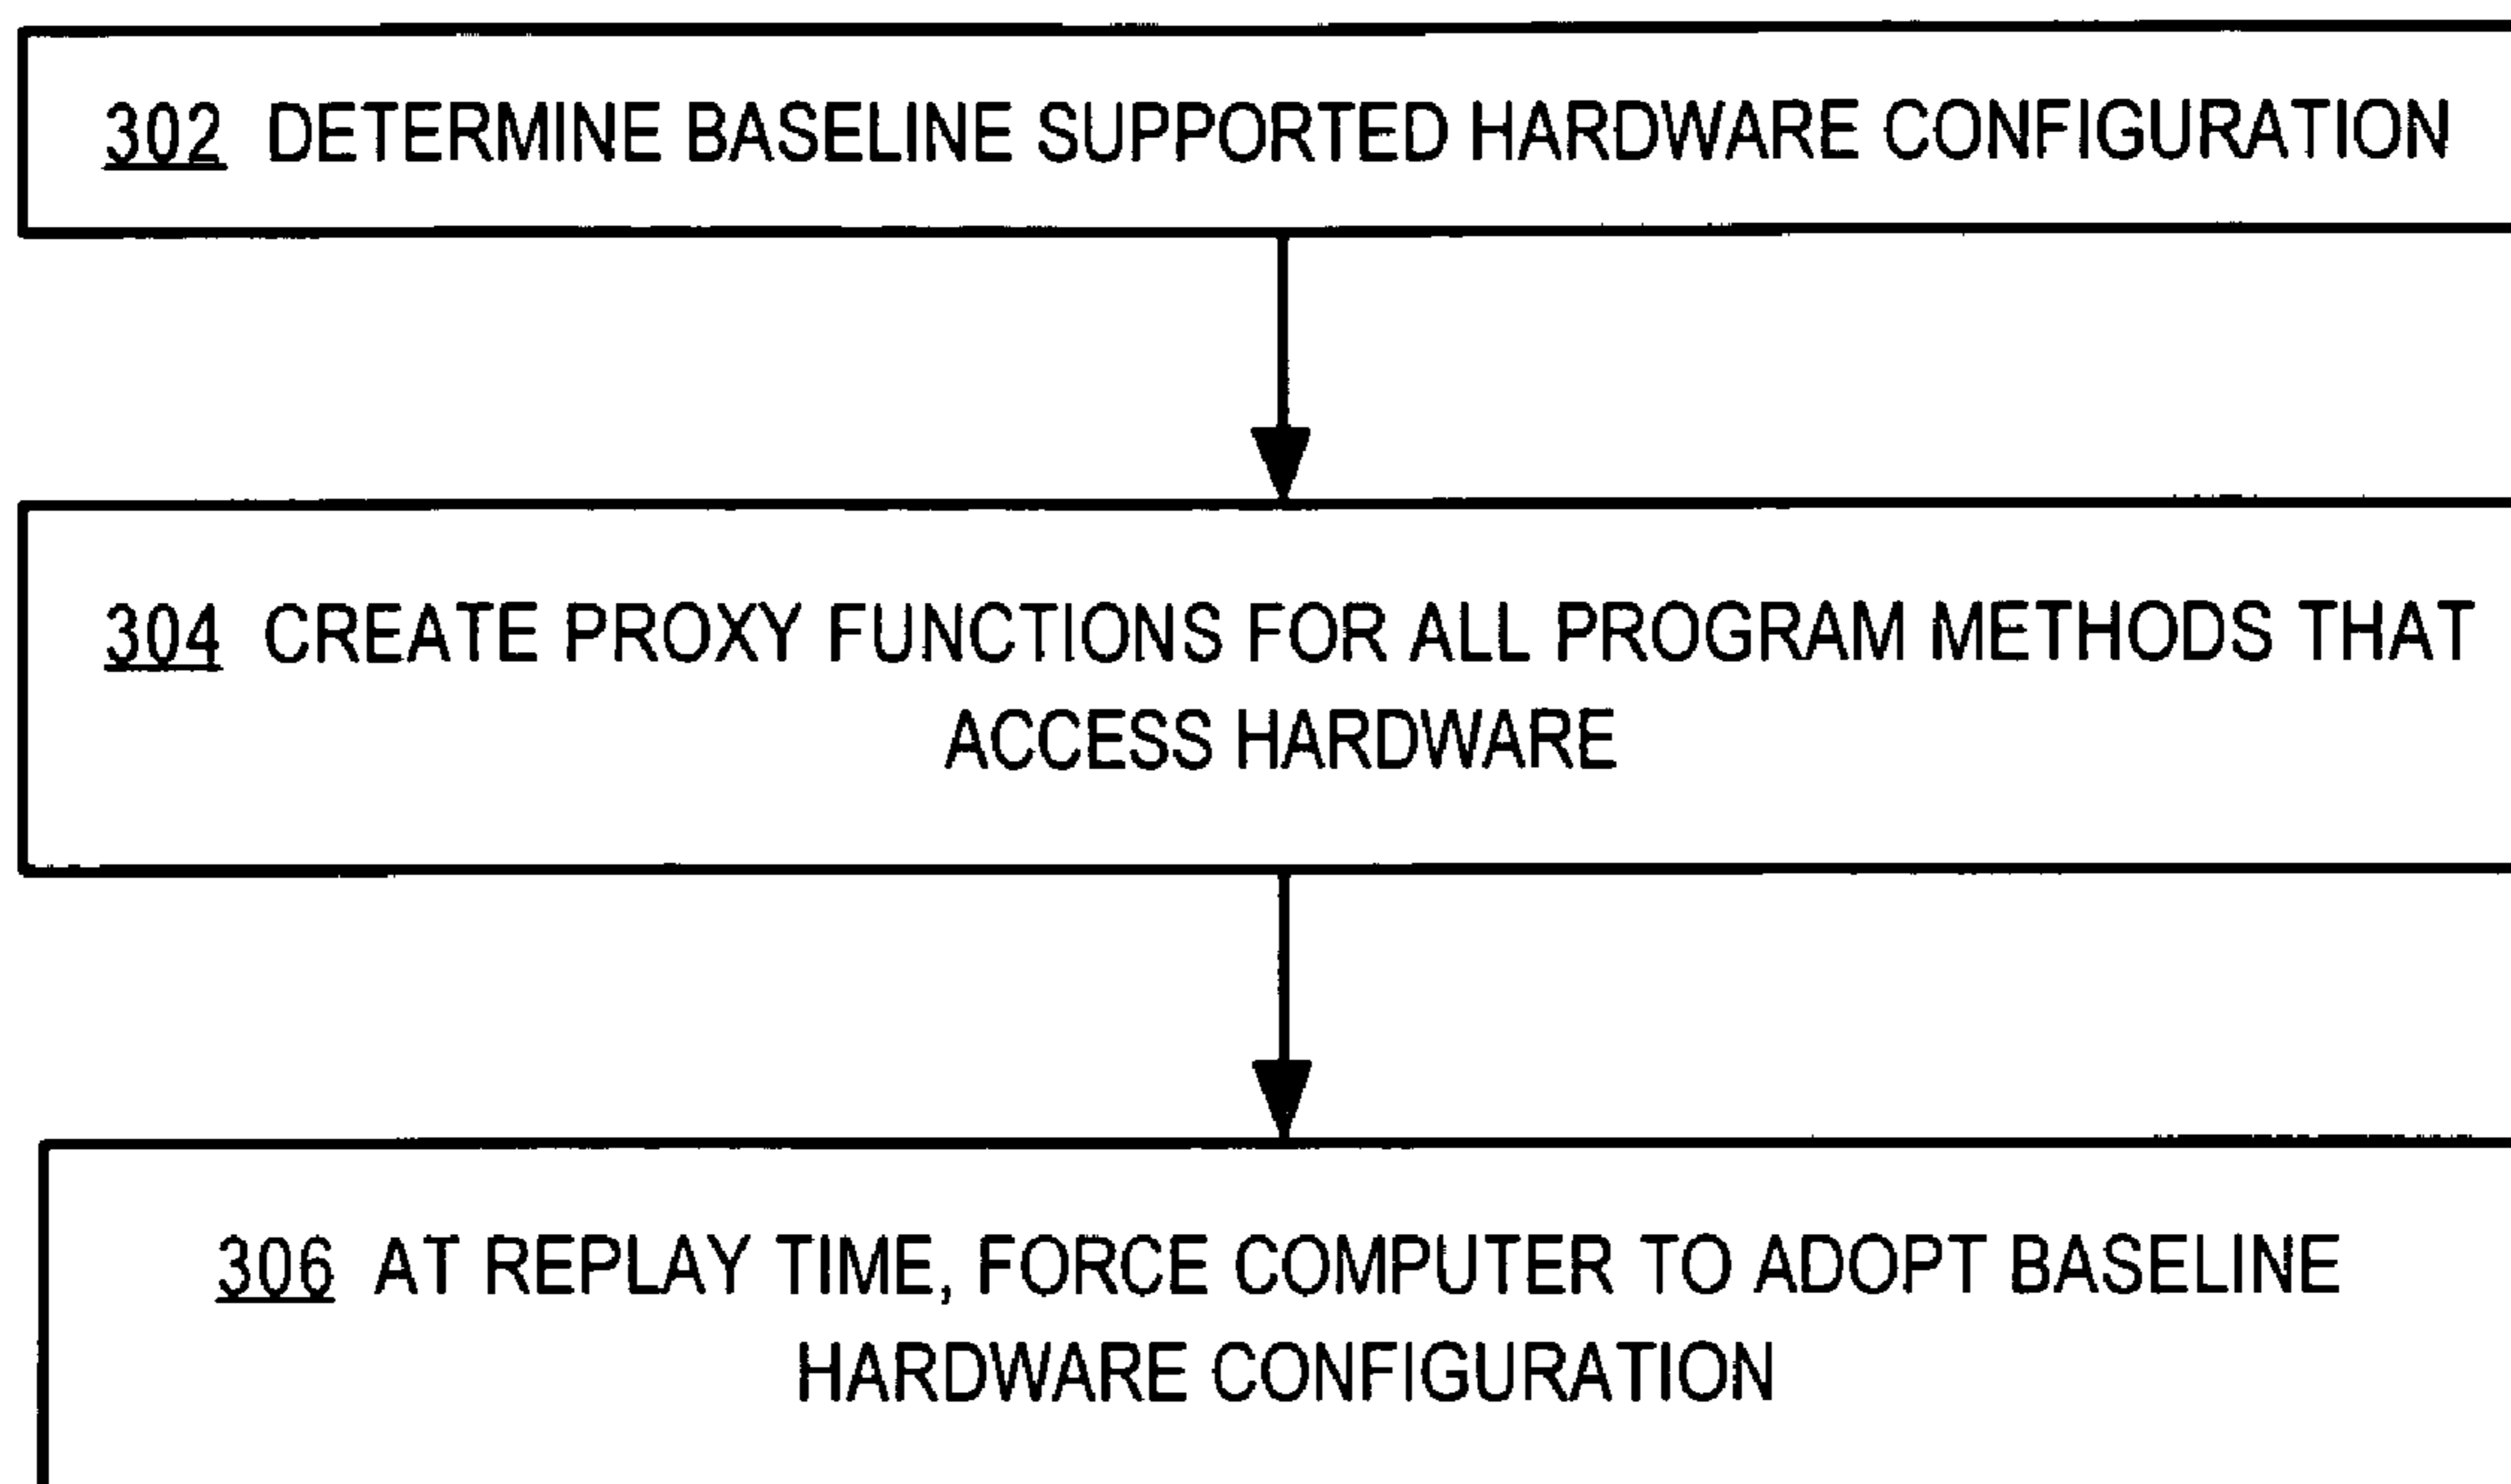 302 DETERMINE BASELINE SUPPORTED HARDWARE CONFIGURATION
304 CREATE PROXY FUNCTIONS FOR ALL PROGRAM METHODS THAT
ACCESS HARDWARE
306 AT REPLAY TIME, FORCE COMPUTER TO ADOPT BASELINE
HARDWARE CONFIGURATION